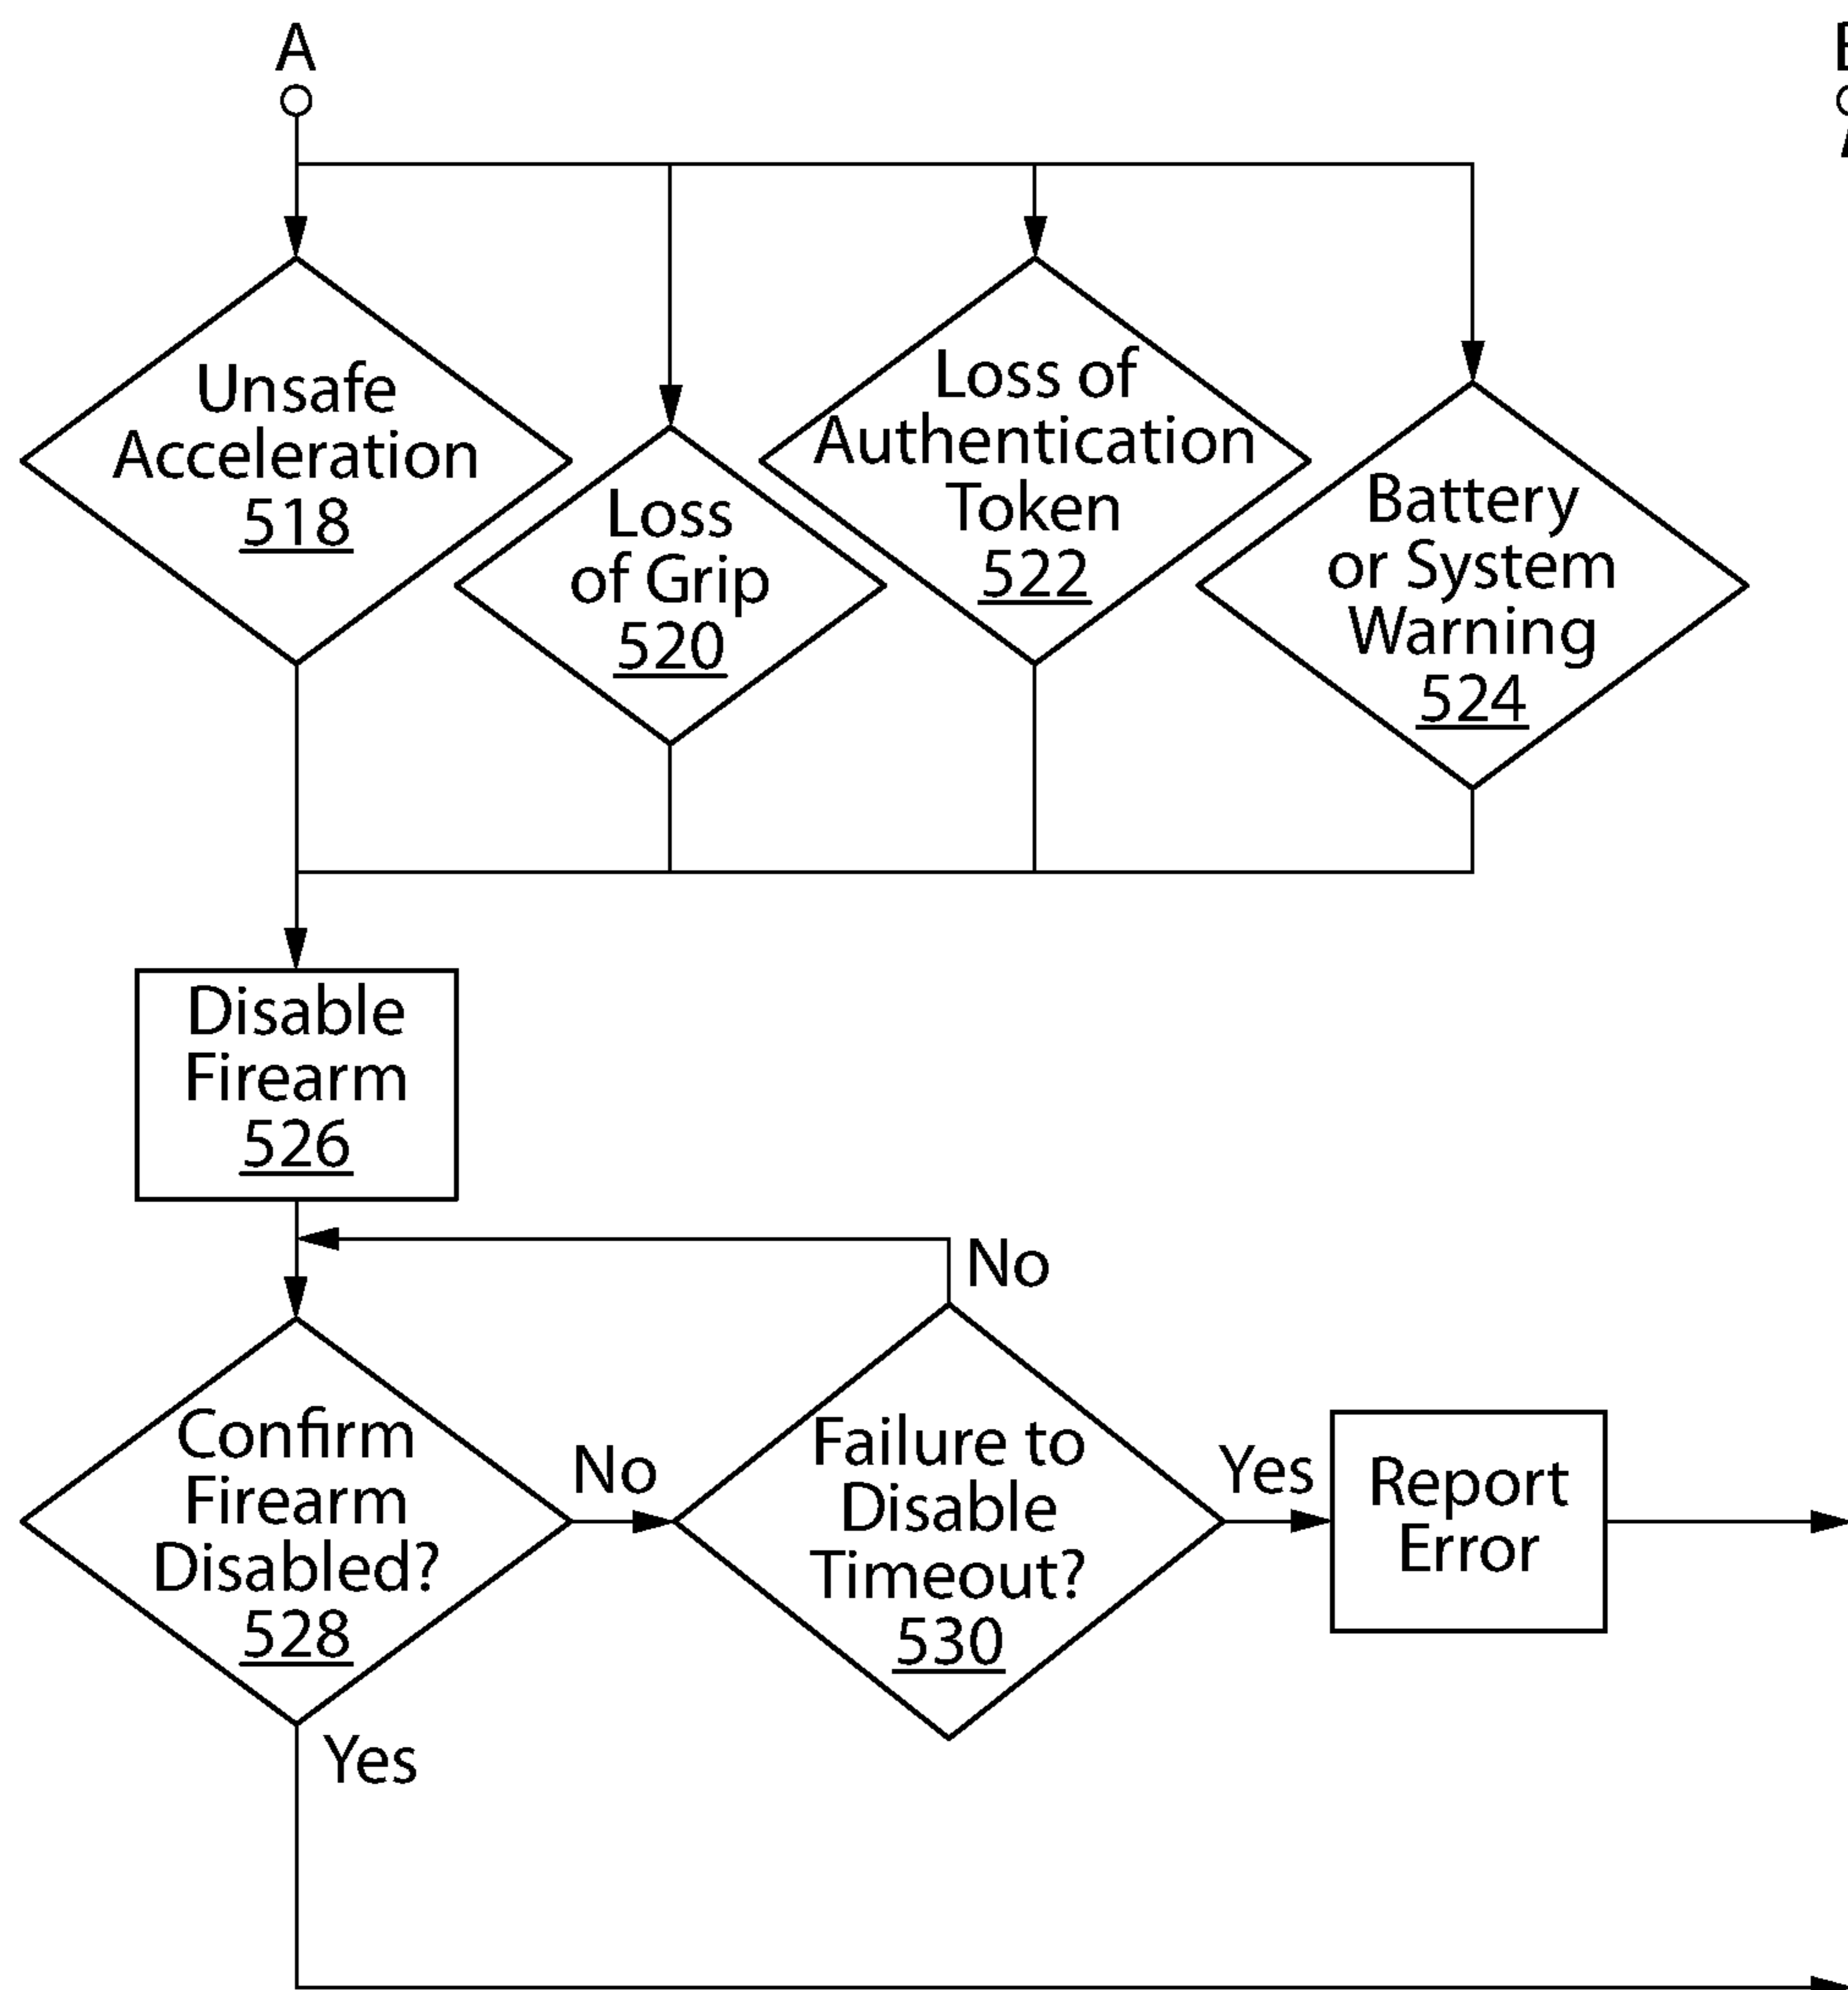 A
Unsafe
Acceleration
518
Loss
of Grip
520
Loss of
Authentication
Token
522
Battery
or System
Warning
524
Disable
Firearm
526
No
Confirm
Firearm
Disabled?
528
No
Failure to
Disable
Timeout?
530
Yes
Report
Error
Yes